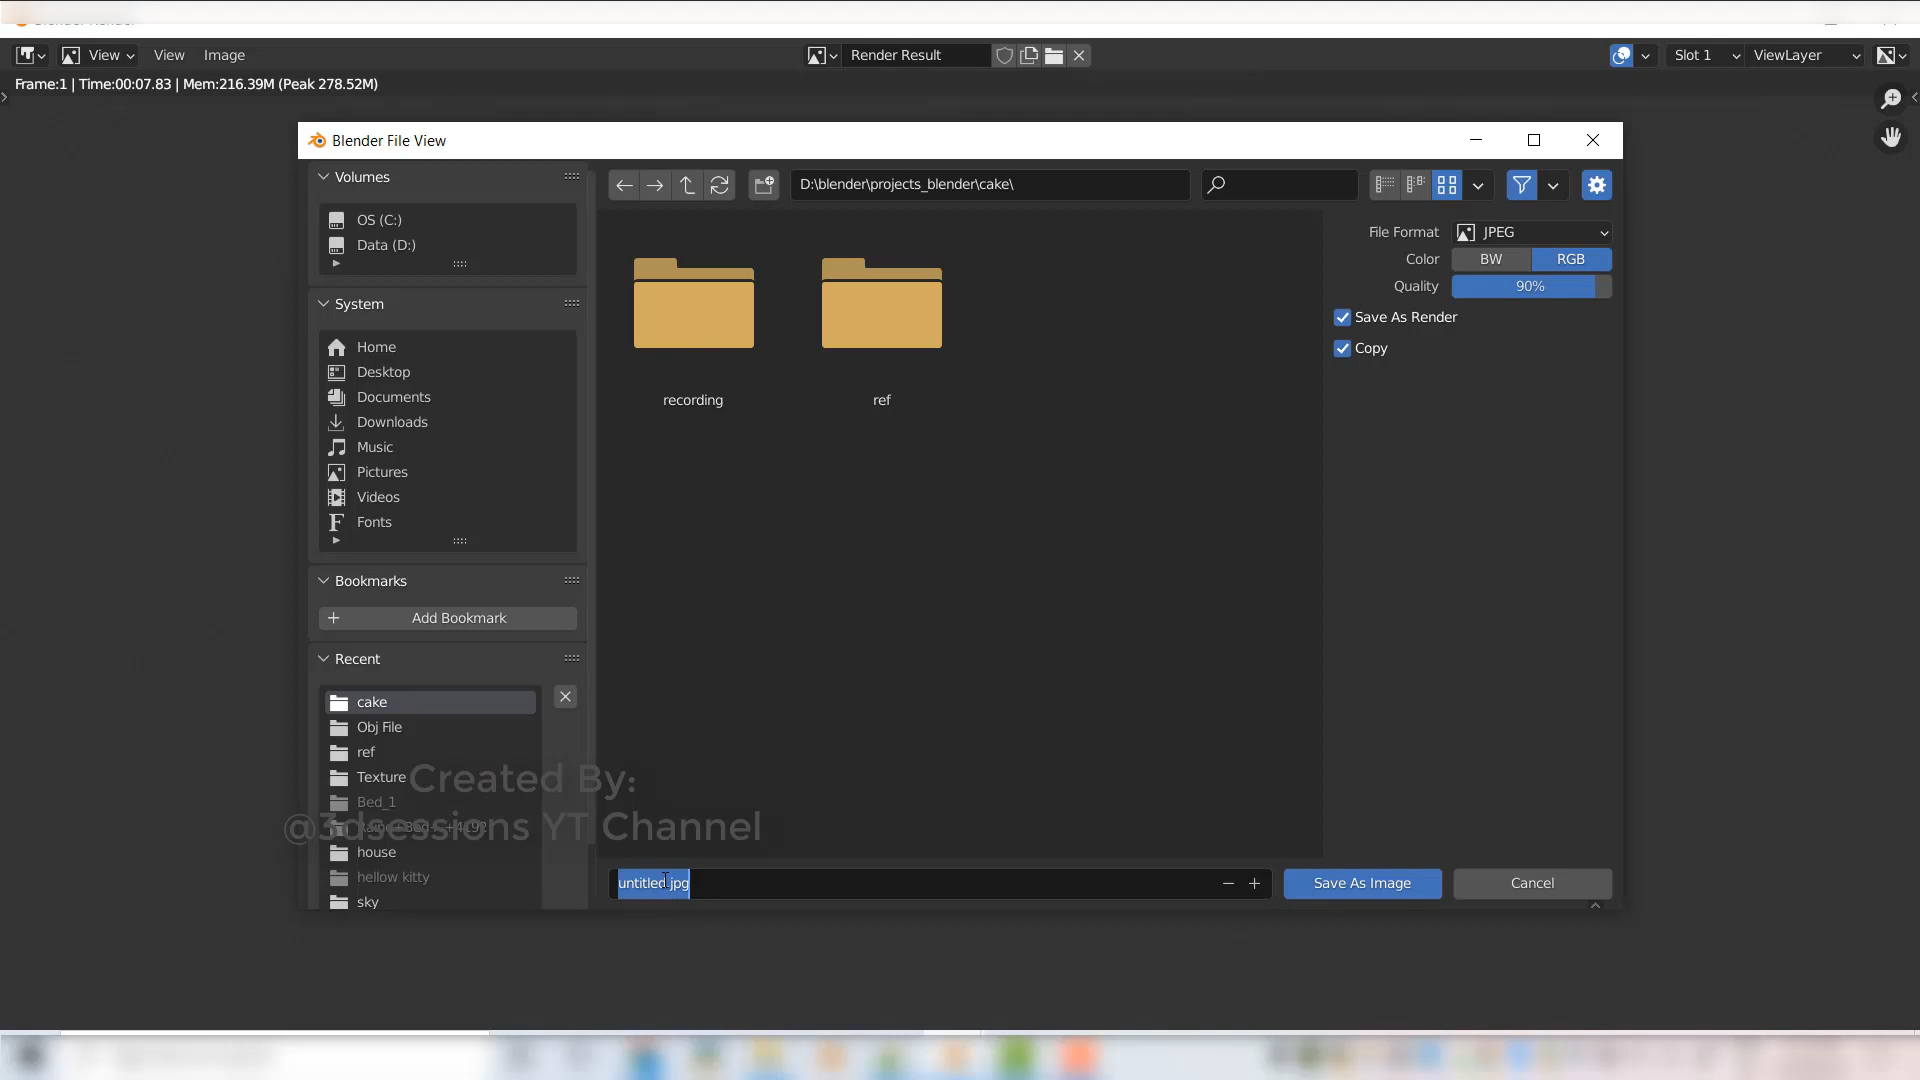 View
View
Image
Render Result
Slot 1
ViewLayer
Frame:1 | Time:00:07.83 | Mem:216.39M (Peak 278.52M)
Blender File View
Volumes
OS (C:)
Data (D:)
System
Home
Desktop
Documents
Downloads
Music
Pictures
Videos
Fonts
Bookmarks
Add Bookmark
Recent
cake
Obj File
ref
Texture
Bed_1
house
hellow kitty
sky
D:\blender\projects_blender\cake\
recording
ref
File Format
JPEG
Color
BW
RGB
Quality
90%
Save As Render
Copy
untitled.jpg
Save As Image
Cancel
Created By:
@3dsessions YT Channel